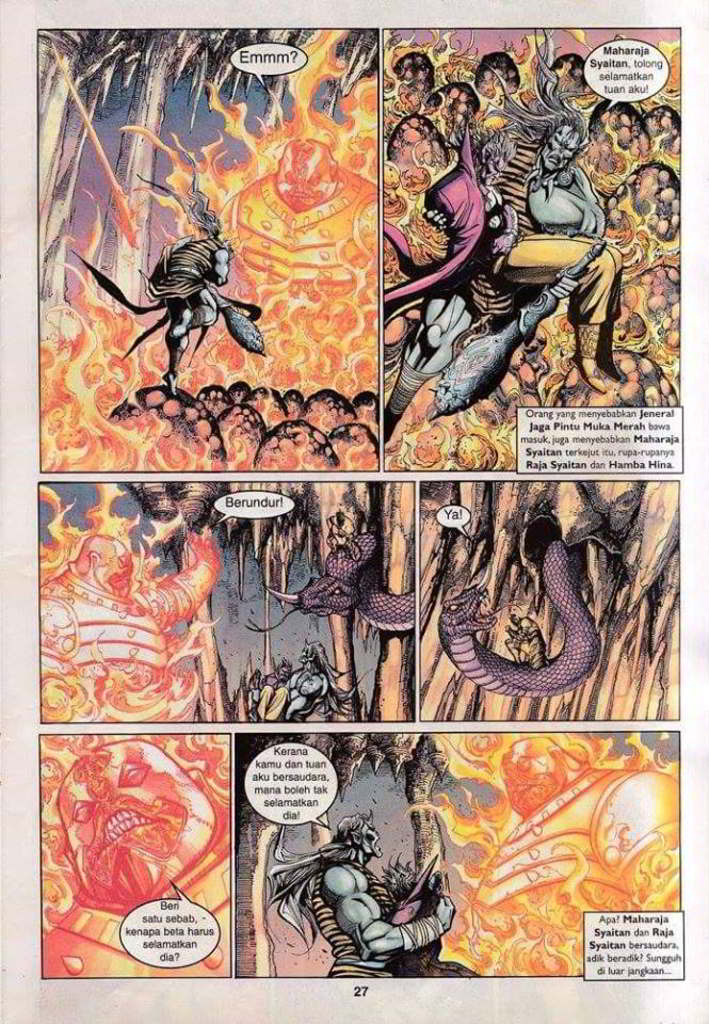 Emmm?
Maharaja
Syaitan, tolong
selamatkan
tuan aku!
Orang yang menyebabkan Jeneral
Jaga Pintu Muka Merah bawa
masuk, juga menyebabkan Maharaja
Syaitan terkejut itu, rupa-rupanya
Raja Syaitan dan Hamba Hina.
Berundur!
Ya!
Beri
satu sebab, -
kenapa beta harus
selamatkan
dia?
Kerana
kamu dan tuan
aku bersaudara,
mana boleh tak
selamatkan
dia!
Apa? Maharaja
Syaitan dan Raja
Syaitan bersaudara,
adik beradik? Sungguh
di luar jangkaan...
27